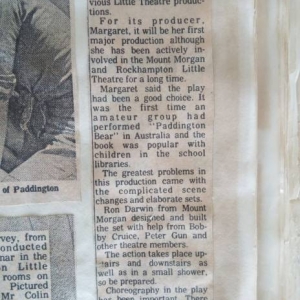 vious Little Theatre produc-
tions.
For its producer,
Margaret, it will be her first
major production although
she has been actively in-
volved in the Mount Morgan
and Rockhampton Little
Theatre for a long time.
Margaret said the play
had been a good choice. It
was the first time an
amateur group had
performed "Paddington
Bear" in Australia and the
book was popular with
children in the school
libraries.
The greatest problems in
this production came with
the complicated scene
changes and elaborate sets.
Ron Darwin from Mount
Morgan designed and built
the set with help from Bob-
by Cruice, Peter Gun and
other theatre members.
The action takes place up-
stairs and downstairs as
well as in a small shower,
so be prepared.
Choreography in the play
has been important. There
of Paddington
vey, from
onducted
nar in the
n Little
rooms on
Pictured
Mr Colin